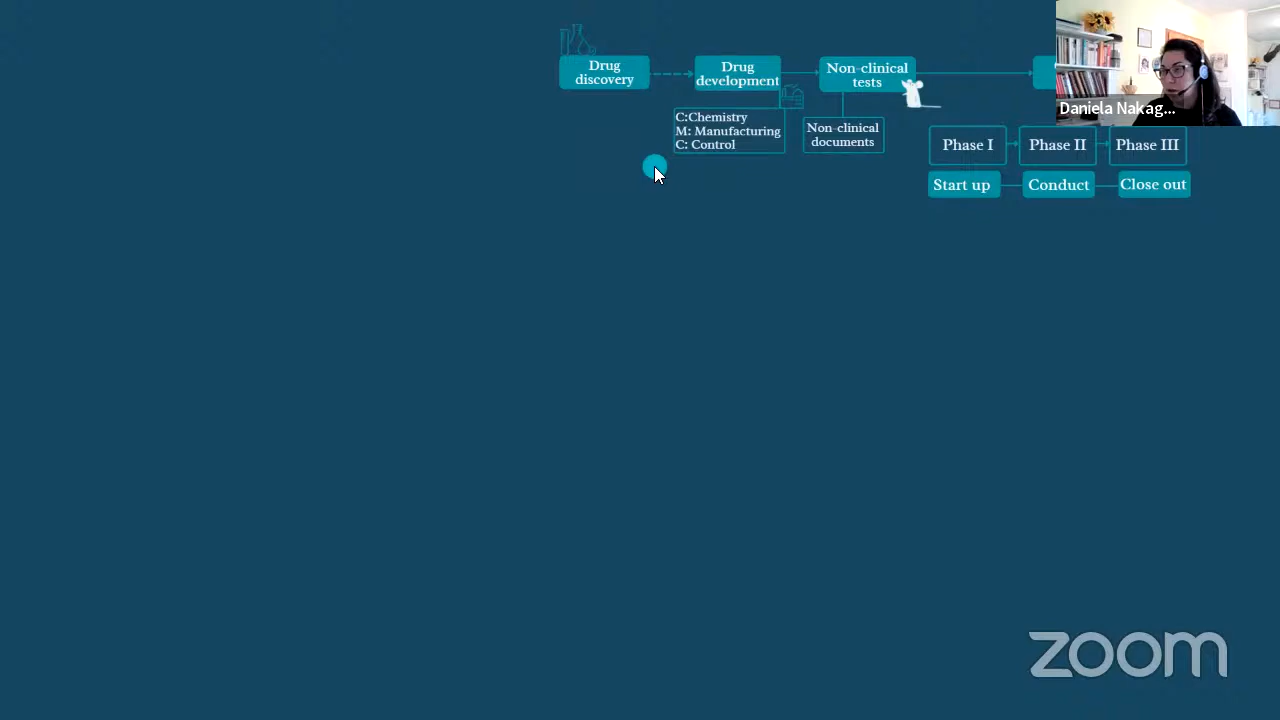 Drug
discovery
Drug
development
Non-clinical
tests
Daniela Nakag...
C:Chemistry
M: Manufacturing
C: Control
Non-clinical
documents
Phase I
Phase II
Phase III
Start up
Conduct
Close out
zoom